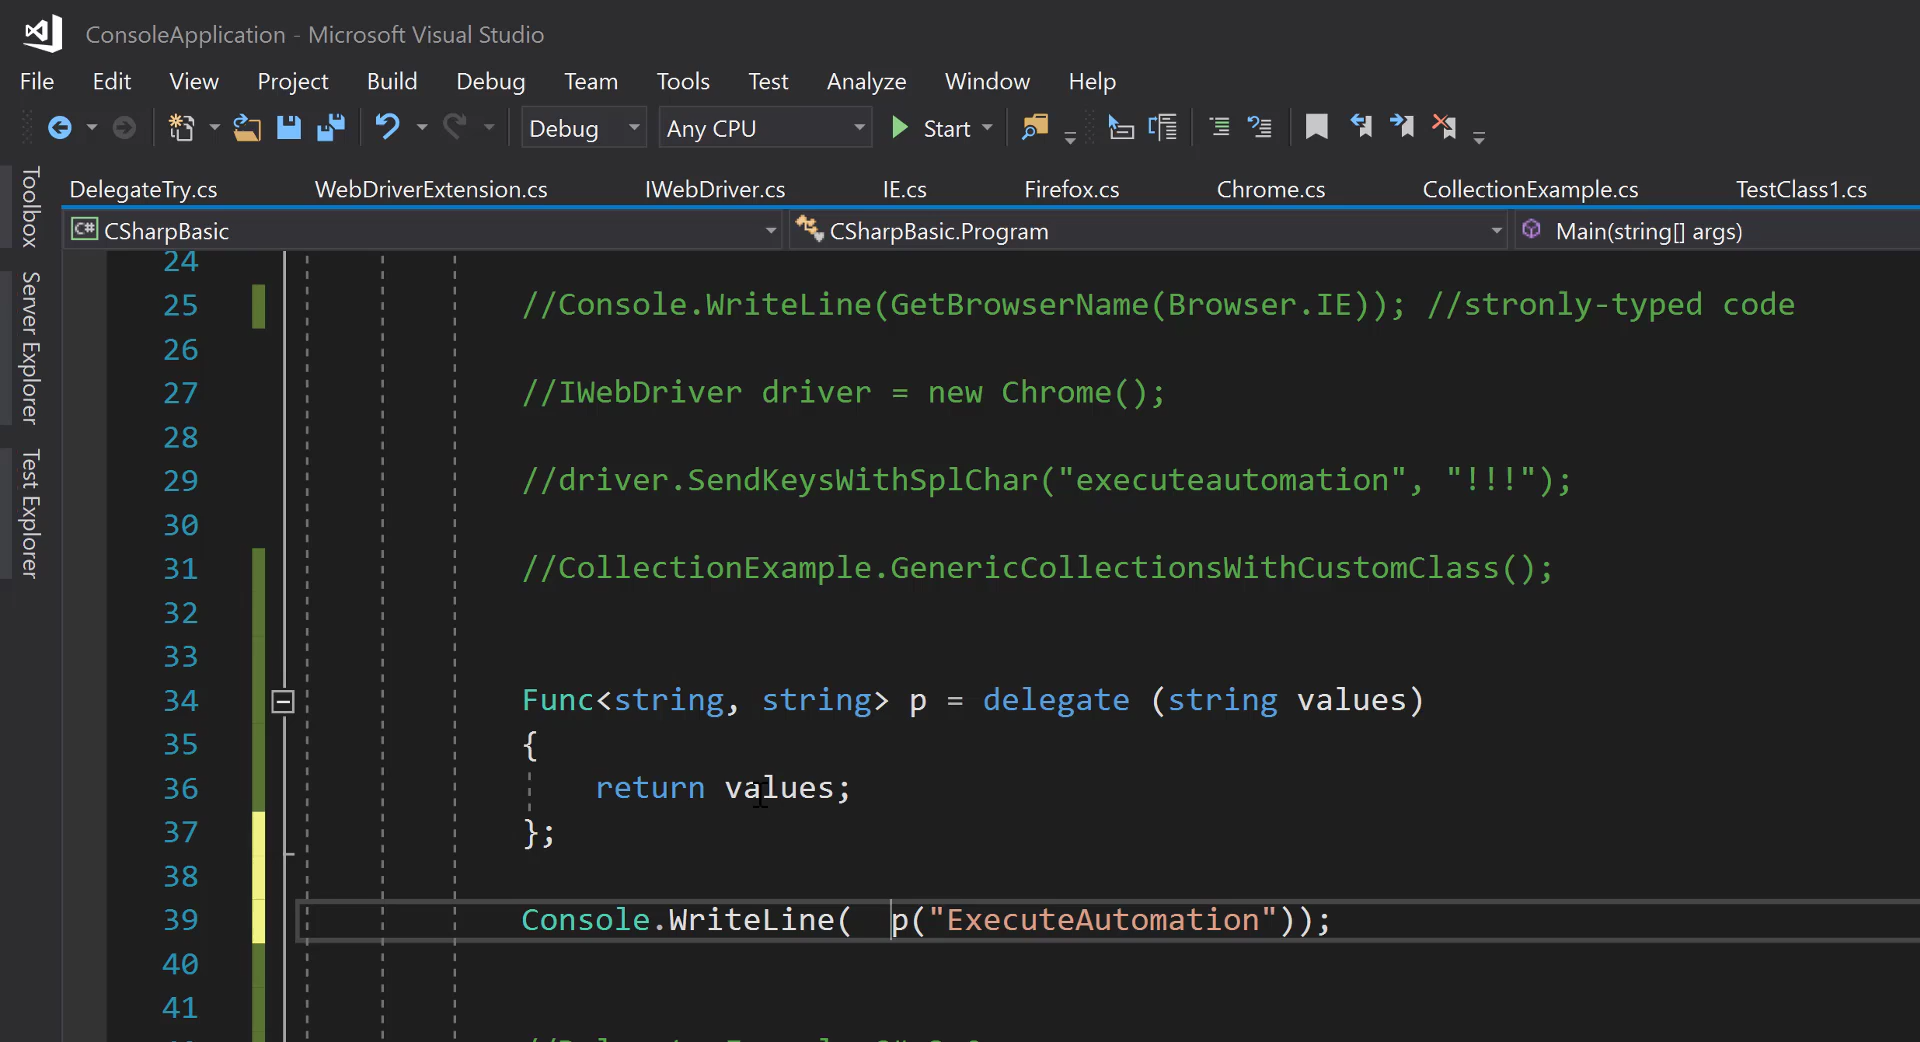 ConsoleApplication - Microsoft Visual Studio
File Edit View Project Build Debug Team Tools Test Analyze Window Help
Debug Any CPU Start
DelegateTry.cs WebDriverExtension.cs IWebDriver.cs IE.cs Firefox.cs Chrome.cs CollectionExample.cs TestClass1.cs
C# CSharpBasic CSharpBasic.Program Main(string[] args)
Toolbox
Server Explorer
Test Explorer
24
25 //Console.WriteLine(GetBrowserName(Browser.IE)); //stronly-typed code
26
27 //IWebDriver driver = new Chrome();
28
29 //driver.SendKeysWithSplChar("executeautomation", "!!!");
30
31 //CollectionExample.GenericCollectionsWithCustomClass();
32
33
34 Func<string, string> p = delegate (string values)
35 {
36 return values;
37 };
38
39 Console.WriteLine(  p("ExecuteAutomation"));
40
41